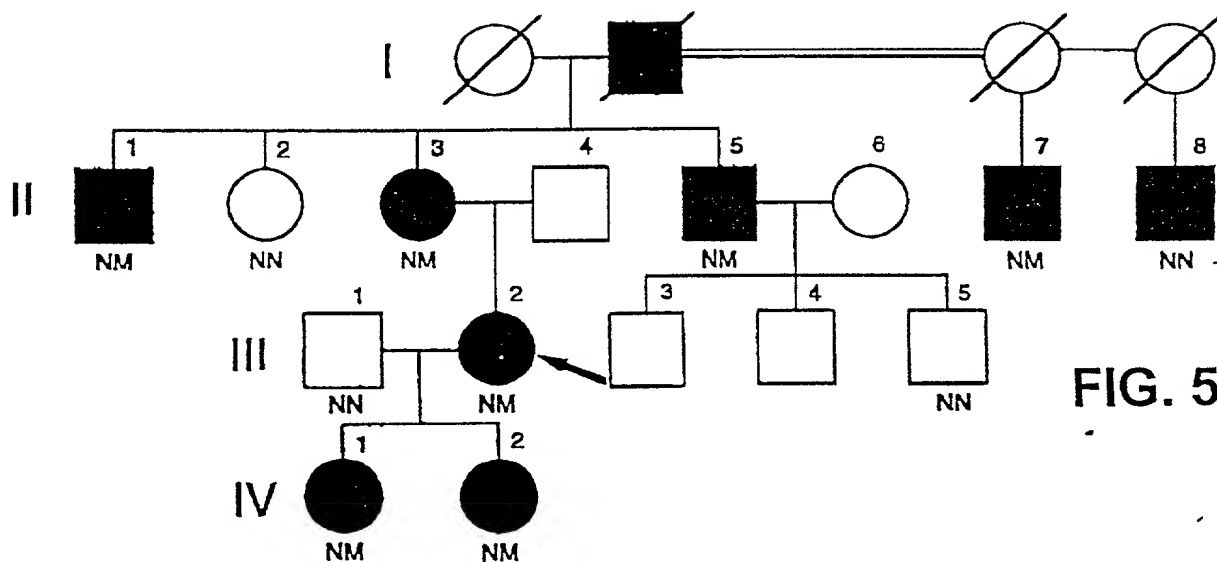 I
1 2 3 4 5 6 7 8
II
NM NN NM NM NM NN
1 2 3 4 5
III
NN NM NN
FIG. 5
1 2
IV
NM NM